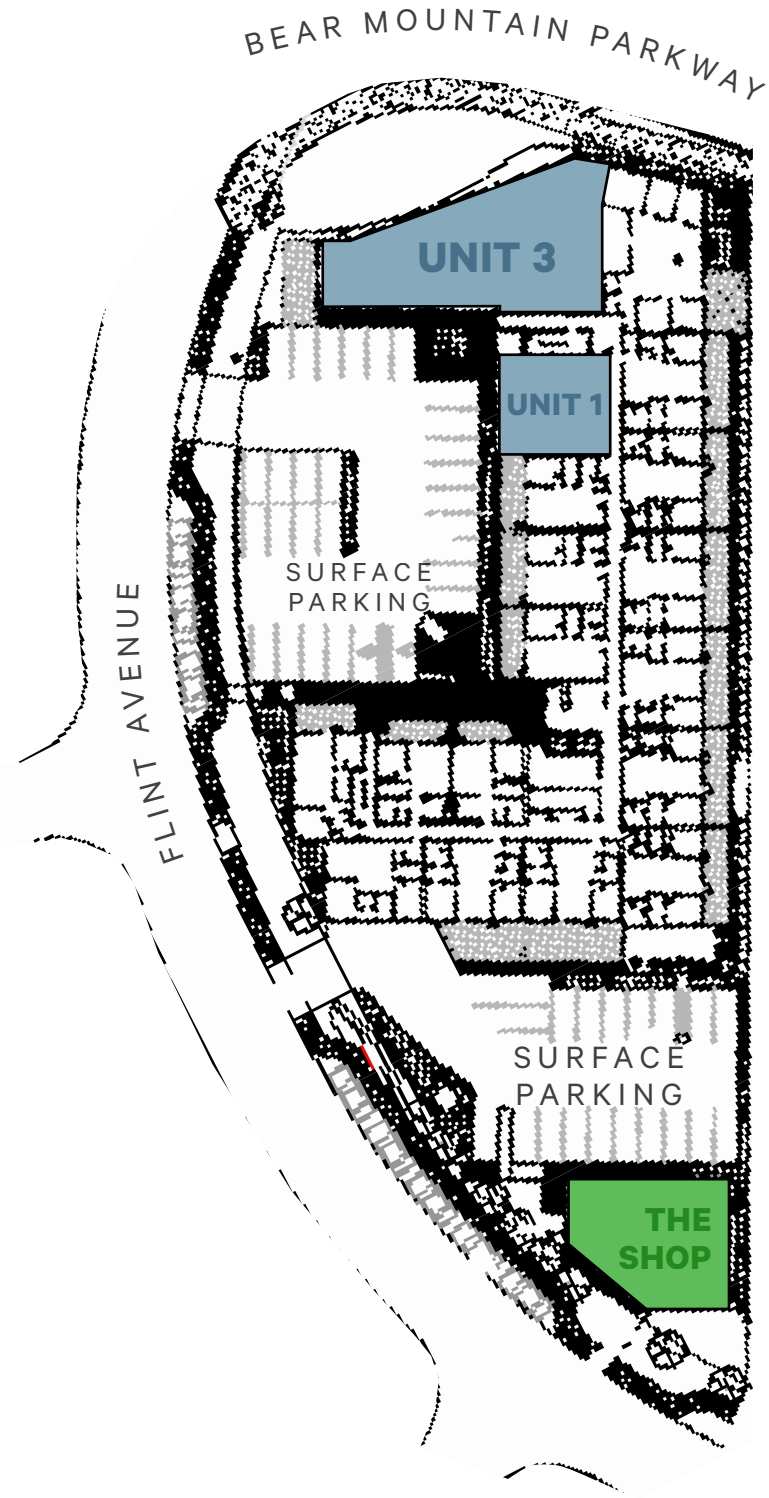 BEAR MOUNTAIN PARKWAY
UNIT 3
UNIT 1
SURFACE
PARKING
FLINT AVENUE
SURFACE
PARKING
THE
SHOP